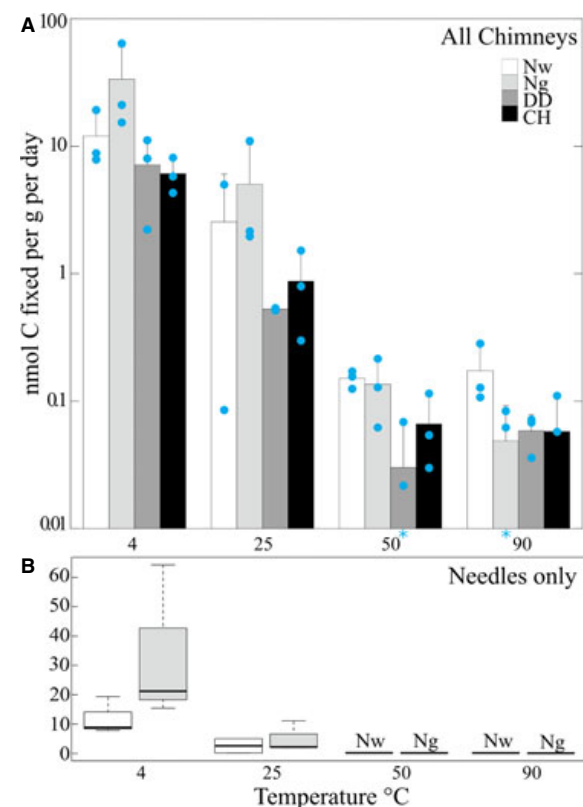 A
All Chimneys
Nw
Ng
DD
CH
nmol C fixed per g per day
100
10
1
0.1
0.01
4 25 50 90
*
*
B
Needles only
60
50
40
30
20
10
0
Nw Ng Nw Ng
4 25 50 90
Temperature °C